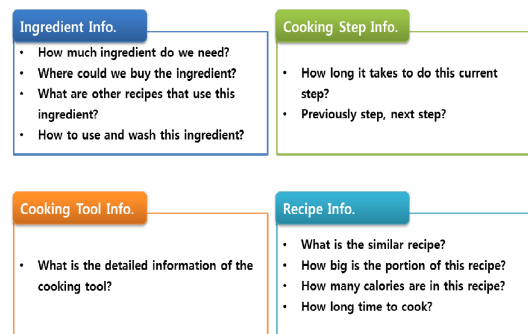 Ingredient Info.
• How much ingredient do we need?
• Where could we buy the ingredient?
• What are other recipes that use this
ingredient?
• How to use and wash this ingredient?
Cooking Step Info.
• How long it takes to do this current
step?
• Previously step, next step?
Cooking Tool Info.
• What is the detailed information of the
cooking tool?
Recipe Info.
• What is the similar recipe?
• How big is the portion of this recipe?
• How many calories are in this recipe?
• How long time to cook?